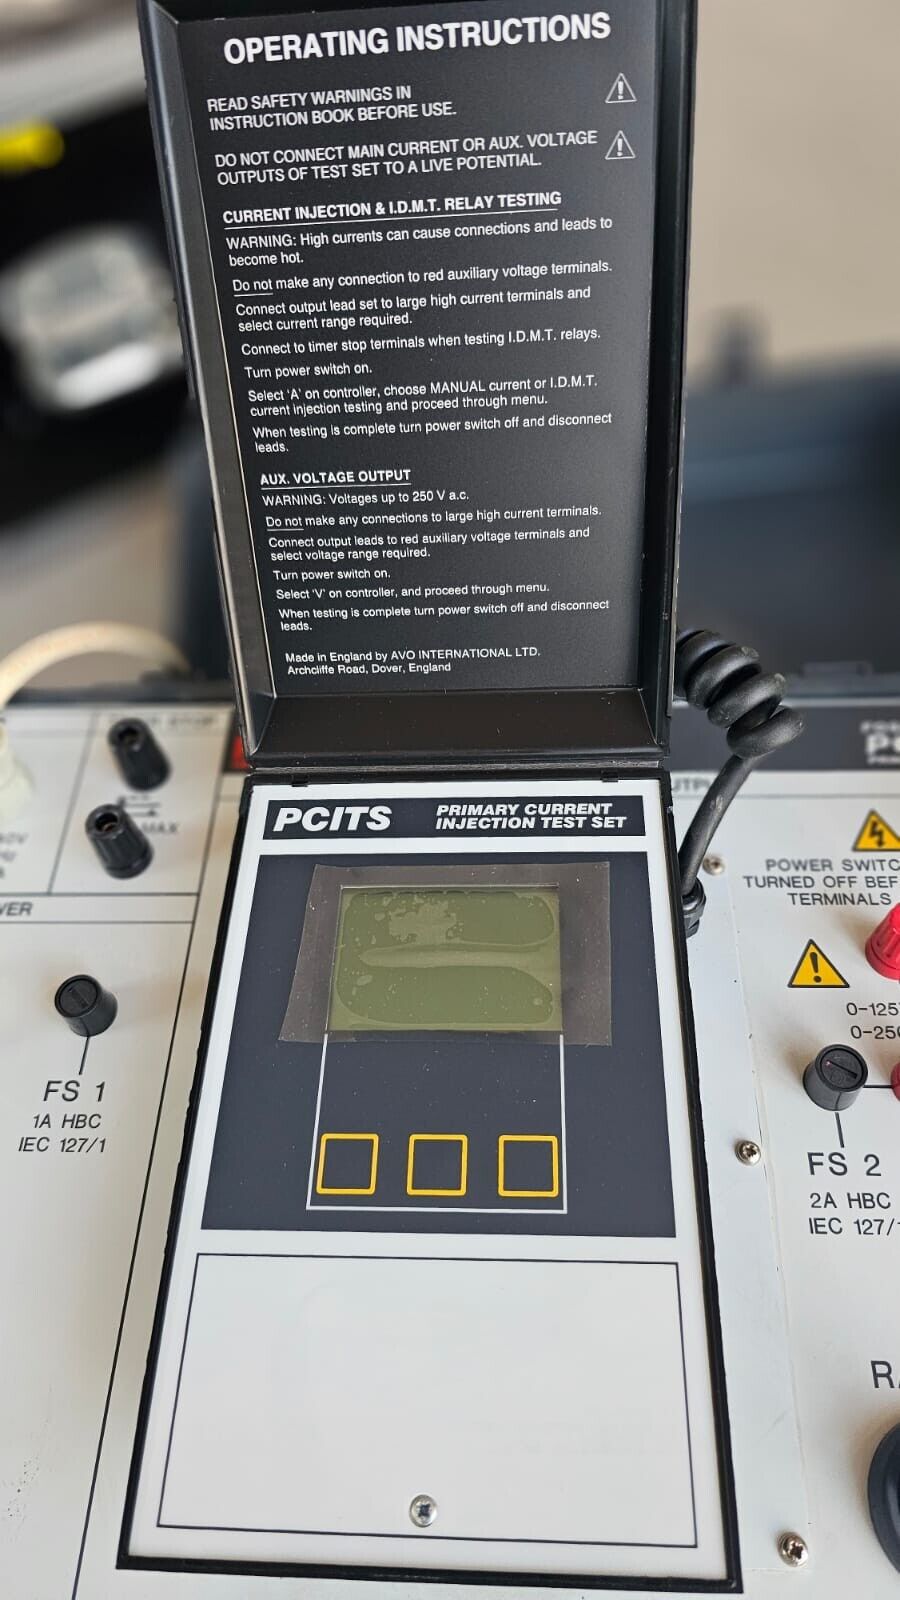 OPERATING INSTRUCTIONS
READ SAFETY WARNINGS IN
INSTRUCTION BOOK BEFORE USE.
DO NOT CONNECT MAIN CURRENT OR AUX. VOLTAGE
OUTPUTS OF TEST SET TO A LIVE POTENTIAL.
CURRENT INJECTION & I.D.M.T. RELAY TESTING
WARNING: High currents can cause connections and leads to
become hot.
Do not make any connection to red auxiliary voltage terminals.
Connect output lead set to large high current terminals and
select current range required.
Connect to timer stop terminals when testing I.D.M.T. relays.
Turn power switch on.
Select 'A' on controller, choose MANUAL current or I.D.M.T.
current injection testing and proceed through menu.
When testing is complete turn power switch off and disconnect
leads.
AUX. VOLTAGE OUTPUT
WARNING: Voltages up to 250 V a.c.
Do not make any connections to large high current terminals.
Connect output leads to red auxiliary voltage terminals and
select voltage range required.
Turn power switch on.
Select 'V' on controller, and proceed through menu.
When testing is complete turn power switch off and disconnect
leads.
Made in England by AVO INTERNATIONAL LTD.
Archcliffe Road, Dover, England
STOP
MAX
PCITS
PRIMARY CURRENT
INJECTION TEST SET
POWER SWITC
TURNED OFF BEF
TERMINALS
WER
0-125
0-25
FS 1
1A HBC
IEC 127/1
FS 2
2A HBC
IEC 127/
R